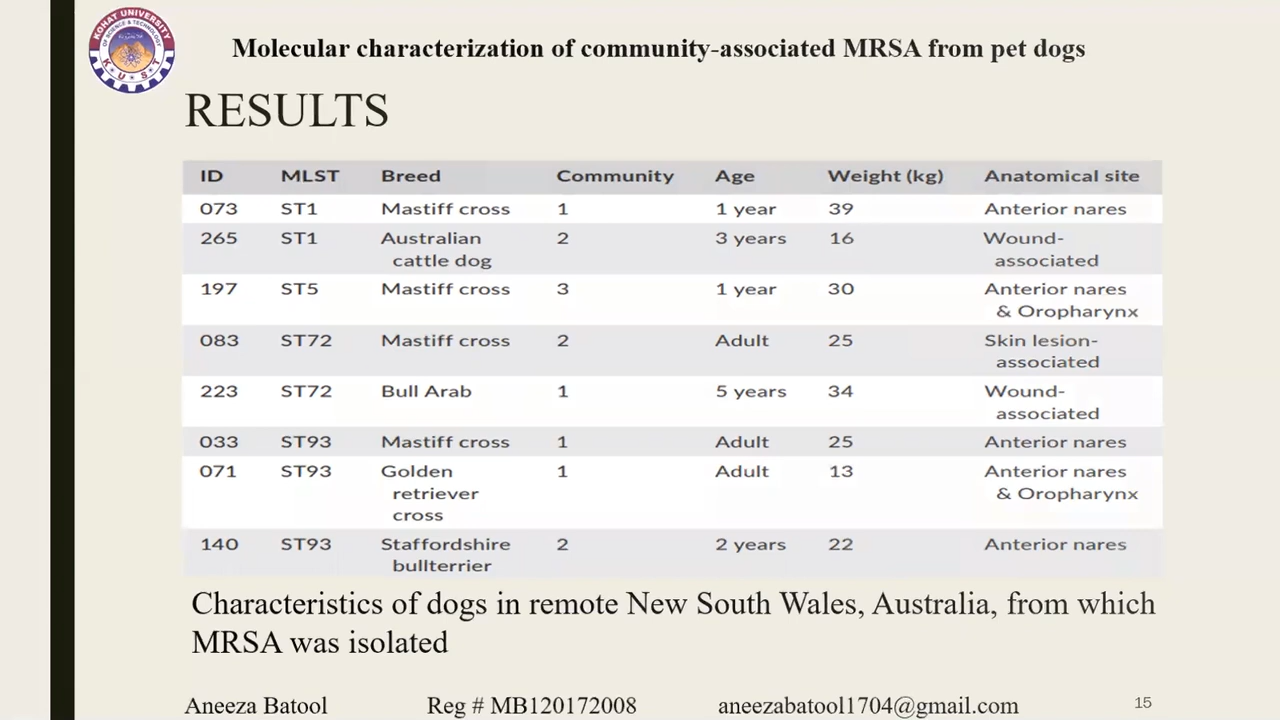 KOHAT UNIVERSITY
OF SCIENCE & TECHNOLOGY
K U S T
Molecular characterization of community-associated MRSA from pet dogs
RESULTS
ID MLST Breed Community Age Weight (kg) Anatomical site
073 ST1 Mastiff cross 1 1 year 39 Anterior nares
265 ST1 Australian 2 3 years 16 Wound-
cattle dog associated
197 ST5 Mastiff cross 3 1 year 30 Anterior nares
& Oropharynx
083 ST72 Mastiff cross 2 Adult 25 Skin lesion-
associated
223 ST72 Bull Arab 1 5 years 34 Wound-
associated
033 ST93 Mastiff cross 1 Adult 25 Anterior nares
071 ST93 Golden 1 Adult 13 Anterior nares
retriever & Oropharynx
cross
140 ST93 Staffordshire 2 2 years 22 Anterior nares
bullterrier
Characteristics of dogs in remote New South Wales, Australia, from which
MRSA was isolated
Aneeza Batool Reg # MB120172008 aneezabatool1704@gmail.com 15